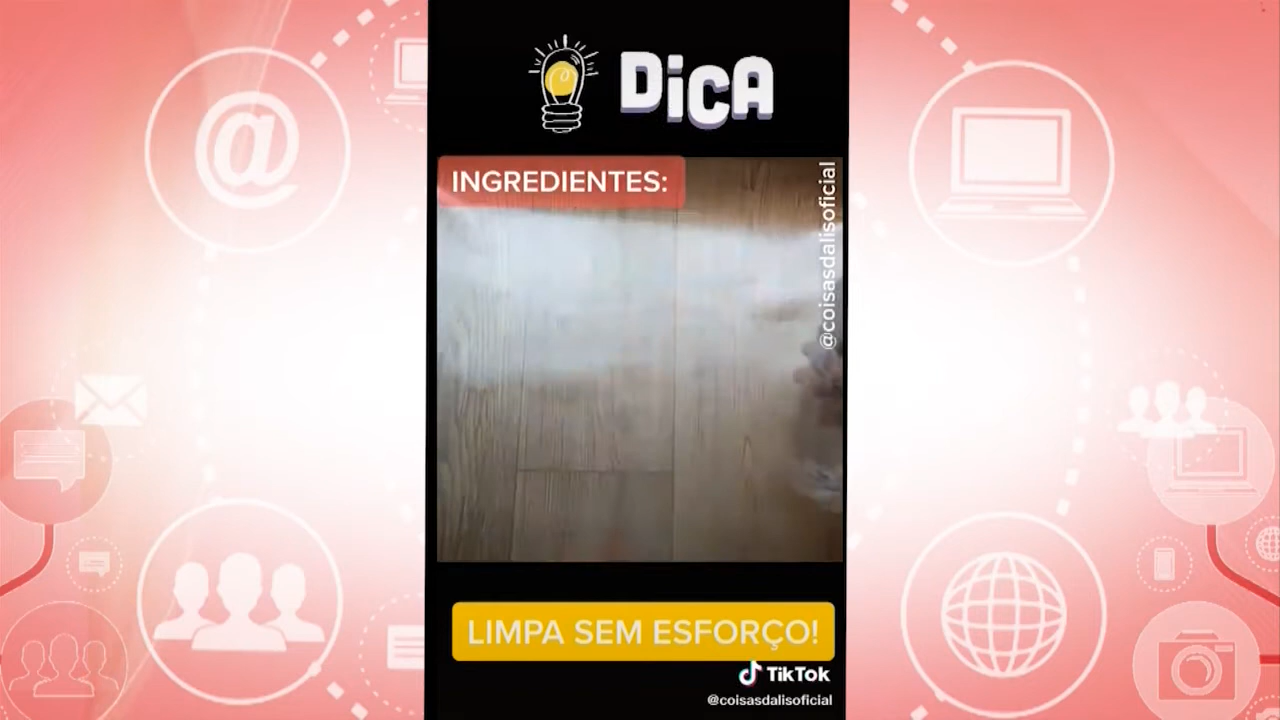 DiCA
INGREDIENTES:
@coisasdalisoficial
LIMPA SEM ESFORÇO!
TikTok
@coisasdalisoficial